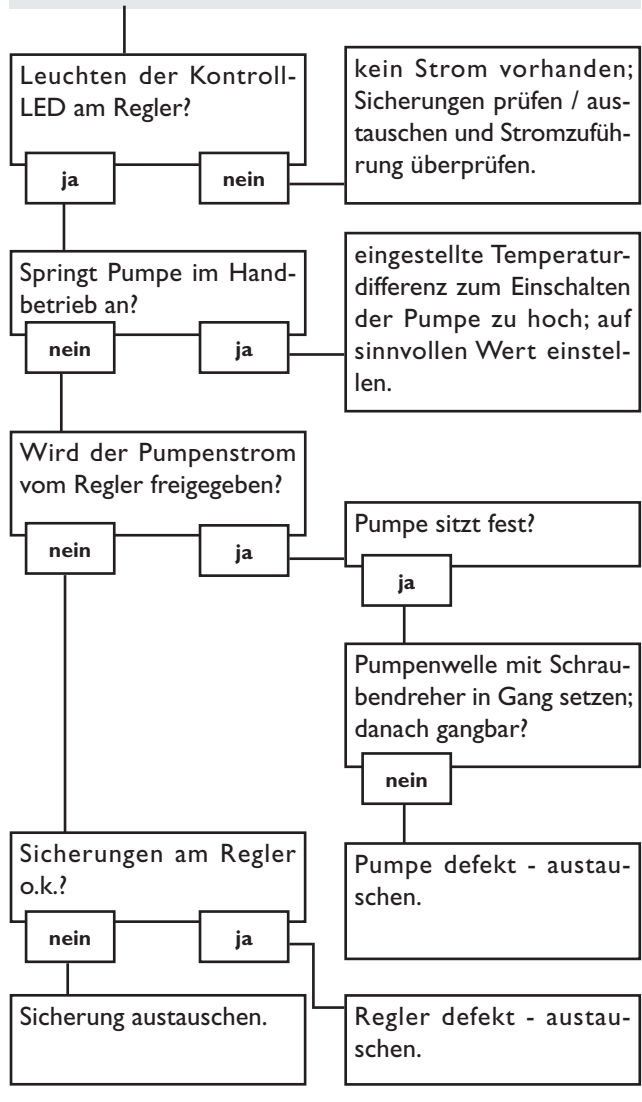 Leuchten der Kontroll-
LED am Regler?
ja
nein
kein Strom vorhanden;
Sicherungen prüfen / aus-
tauschen und Stromzufüh-
rung überprüfen.
Springt Pumpe im Hand-
betrieb an?
nein
ja
eingestellte Temperatur-
differenz zum Einschalten
der Pumpe zu hoch; auf
sinnvollen Wert einstel-
len.
Wird der Pumpenstrom
vom Regler freigegeben?
nein
ja
Pumpe sitzt fest?
ja
Pumpenwelle mit Schrau-
bendreher in Gang setzen;
danach gangbar?
nein
Pumpe defekt - austau-
schen.
Sicherungen am Regler
o.k.?
nein
ja
Sicherung austauschen.
Regler defekt - austau-
schen.